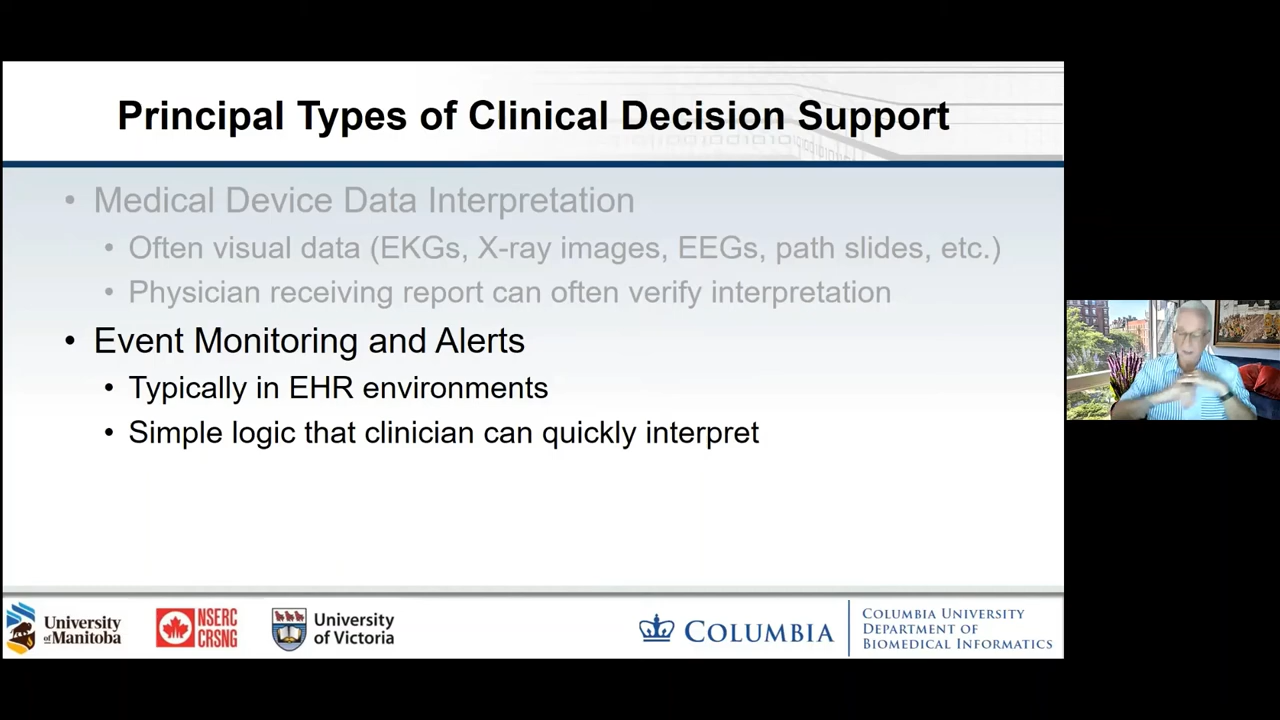 Principal Types of Clinical Decision Support
• Medical Device Data Interpretation
• Often visual data (EKGs, X-ray images, EEGs, path slides, etc.)
• Physician receiving report can often verify interpretation
• Event Monitoring and Alerts
• Typically in EHR environments
• Simple logic that clinician can quickly interpret
University
of Manitoba
NSERC
CRSNG
University
of Victoria
COLUMBIA
COLUMBIA UNIVERSITY
DEPARTMENT OF
BIOMEDICAL INFORMATICS